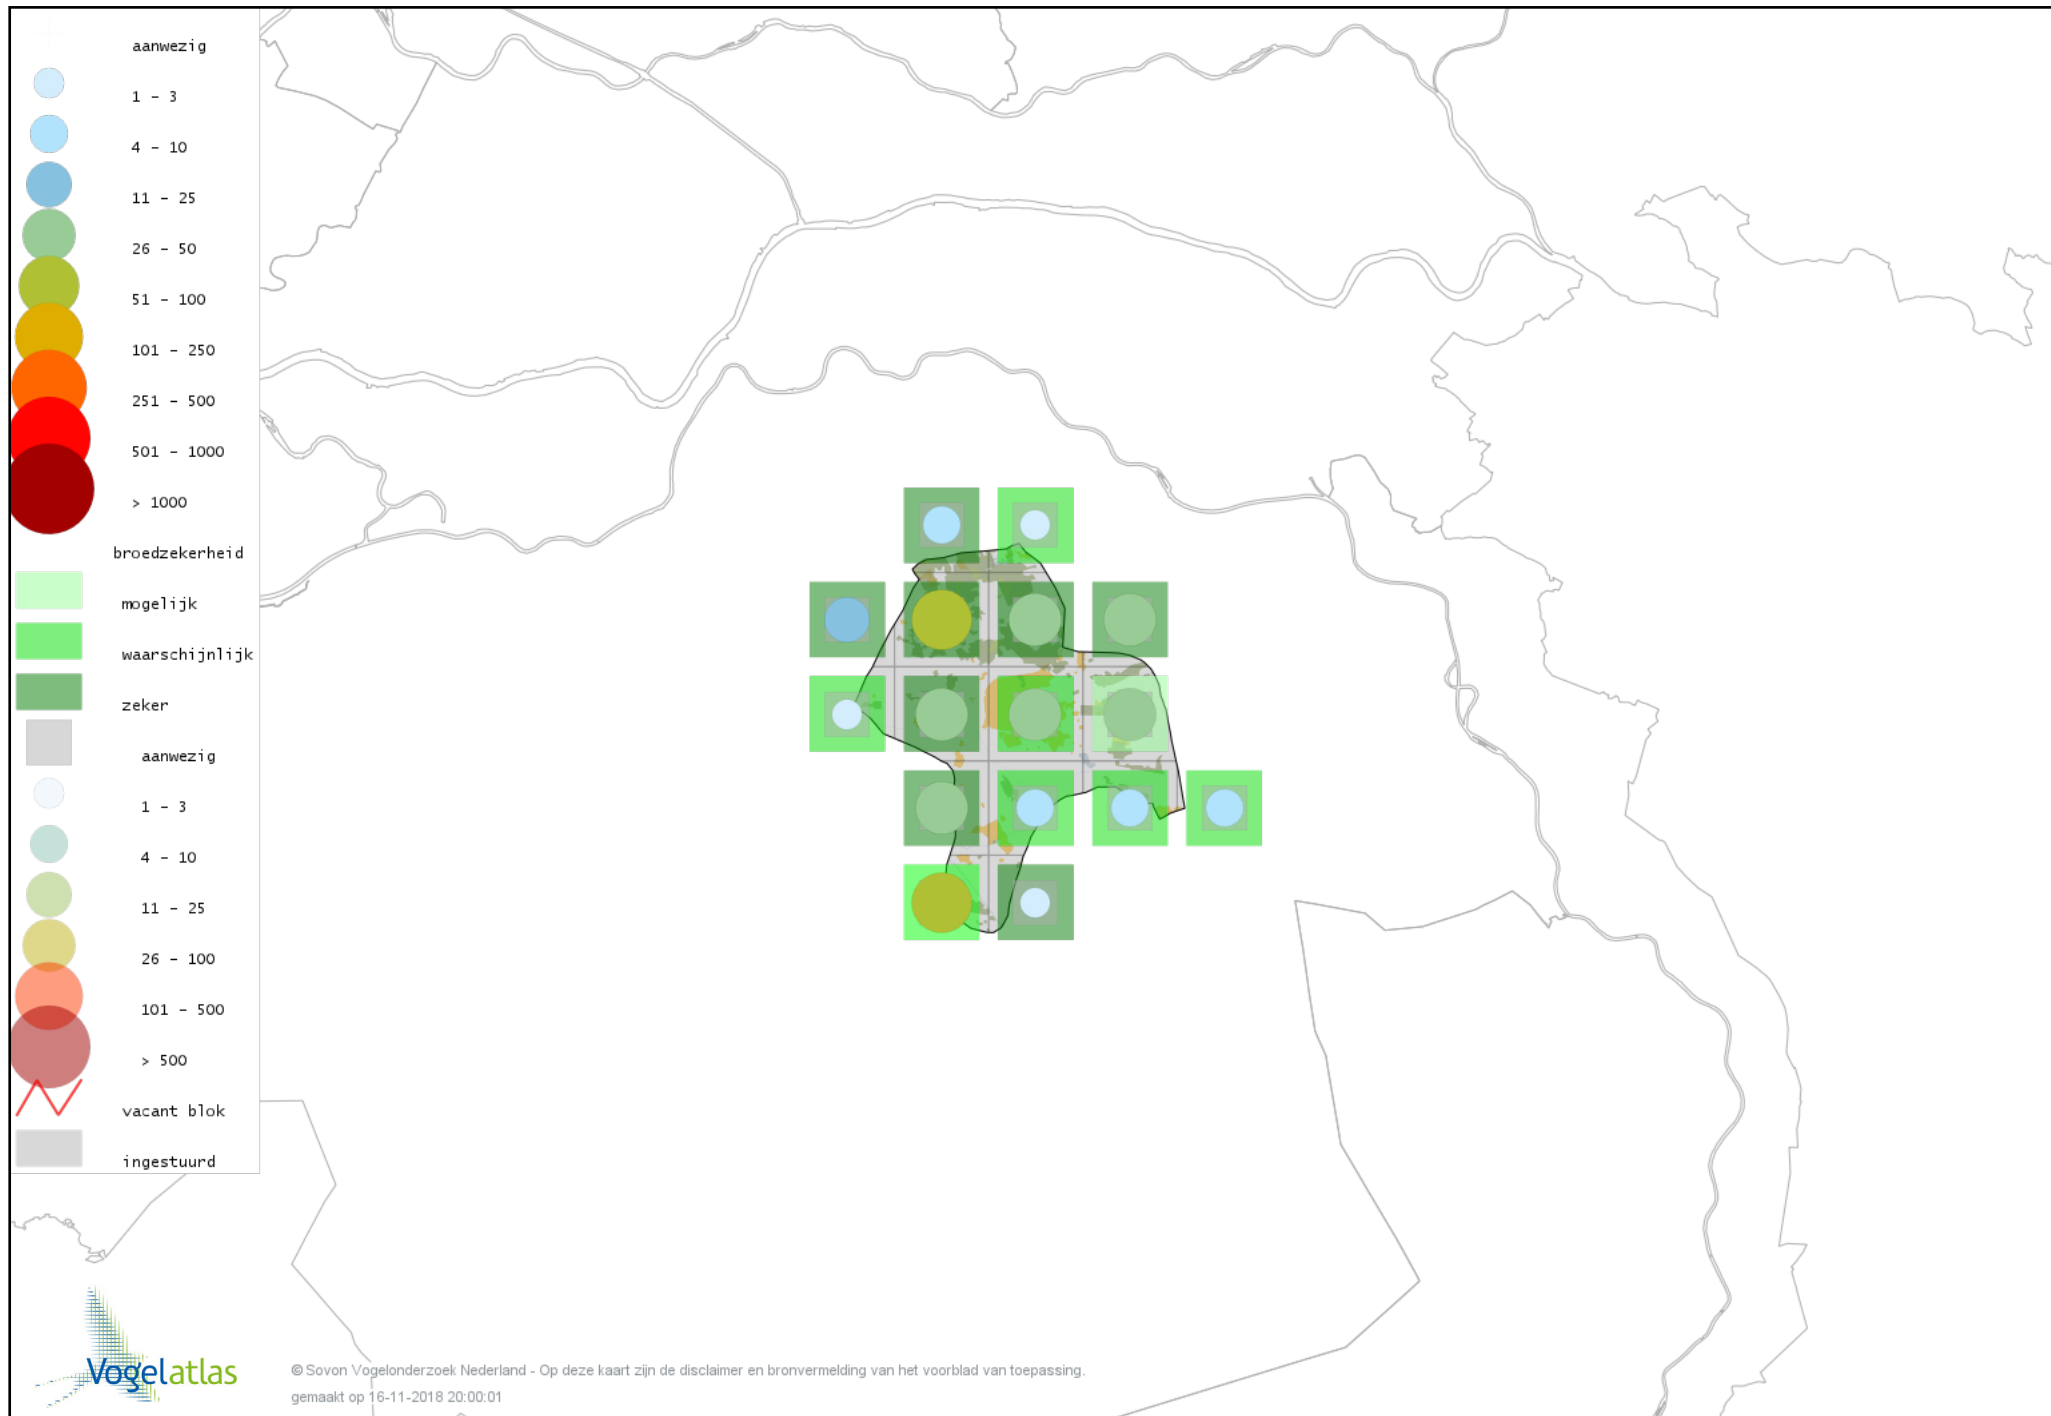 aanwezig
1 - 3
4 - 10
11 - 25
26 - 50
51 - 100
101 - 250
251 - 500
501 - 1000
> 1000
broedzekerheid
mogelijk
waarschijnlijk
zeker
aanwezig
1 - 3
4 - 10
11 - 25
26 - 100
101 - 500
> 500
vacant blok
ingestuurd
Vogelatlas
© Sovon Vogelonderzoek Nederland - Op deze kaart zijn de disclaimer en bronvermelding van het voorblad van toepassing.
gemaakt op 16-11-2018 20:00:01